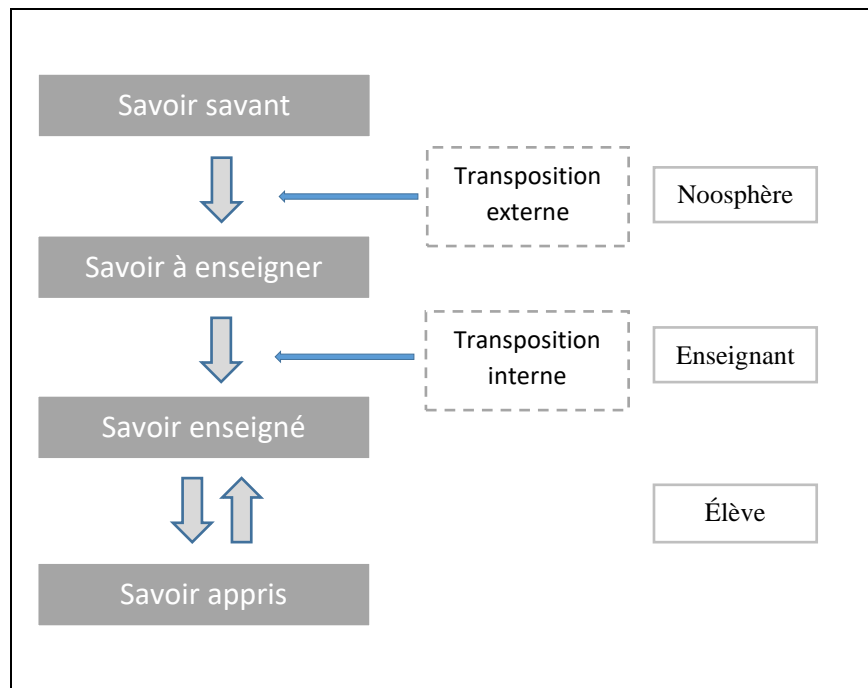 Savoir savant
Transposition
externe
Noosphère
Savoir à enseigner
Transposition
interne
Enseignant
Savoir enseigné
Élève
Savoir appris